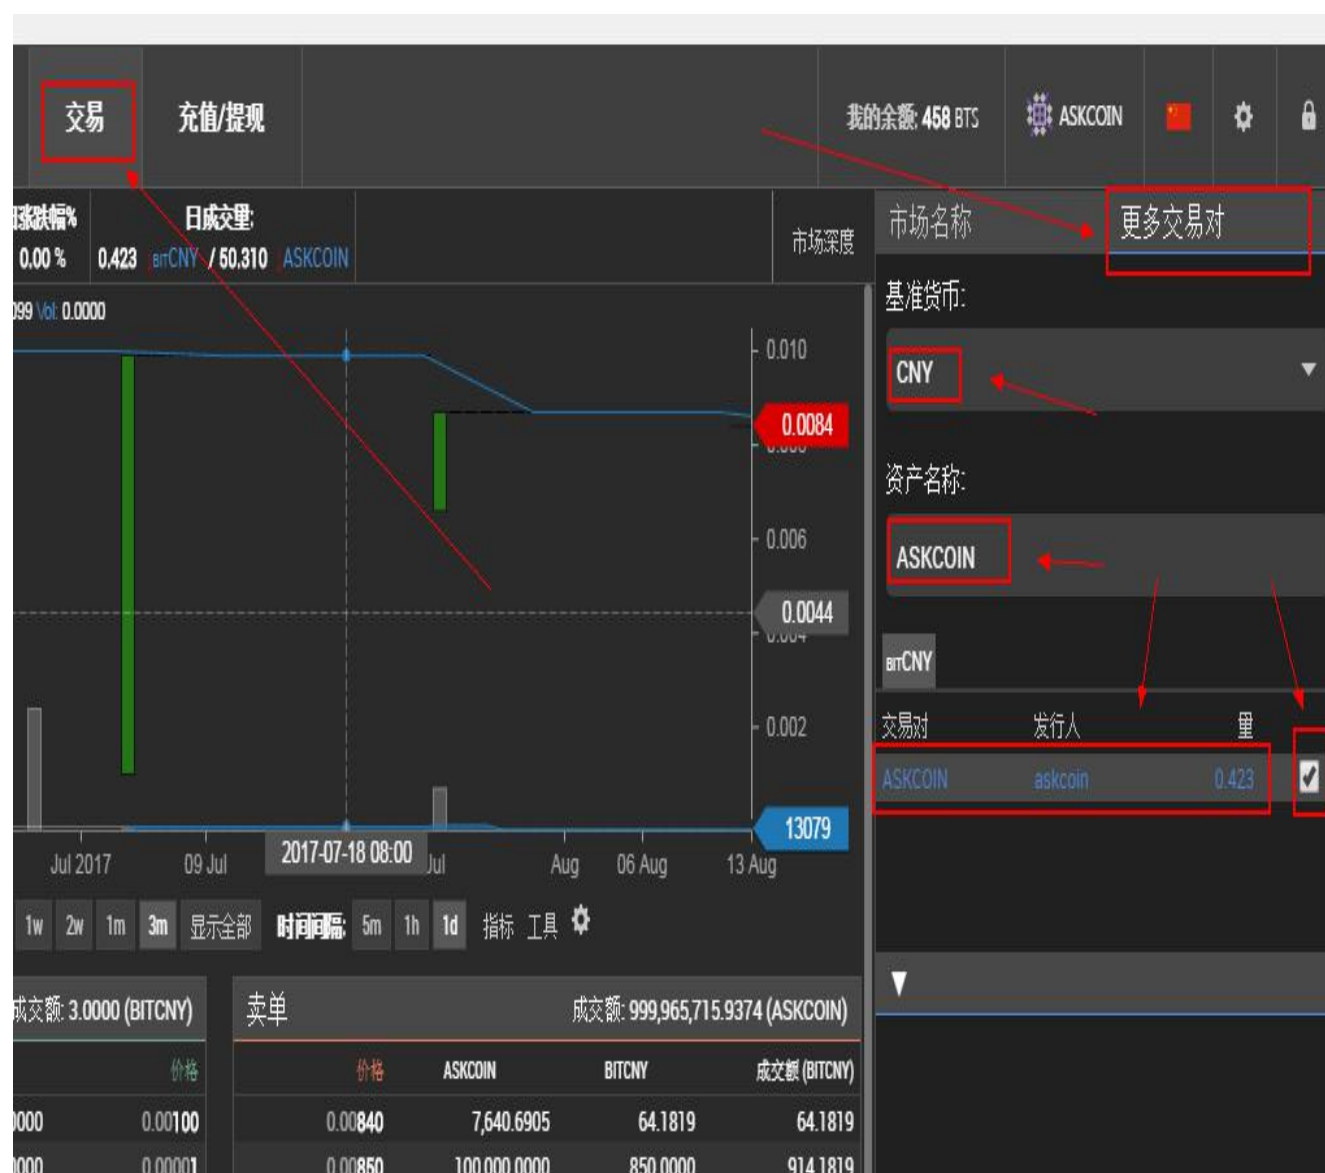 交易 充值/提现 我的余额: 458 BTS ASKCOIN
日涨跌幅% 日成交量: 市场深度 市场名称 更多交易对
0.00 % 0.423 BITCNY / 50.310 ASKCOIN
099 Vol: 0.0000
基准货币:
0.010
CNY
0.0084
资产名称:
0.006
ASKCOIN
0.0044
0.004
BITCNY
0.002
交易对 发行人 量
ASKCOIN askcoin 0.423
13079
Jul 2017 09 Jul 2017-07-18 08:00 Jul Aug 06 Aug 13 Aug
1w 2w 1m 3m 显示全部 时间间隔: 5m 1h 1d 指标 工具
成交额: 3.0000 (BITCNY) 卖单 成交额: 999,965,715.9374 (ASKCOIN)
价格 价格 ASKCOIN BITCNY 成交额 (BITCNY)
0000 0.00100 0.00840 7,640.6905 64.1819 64.1819
0000 0.00001 0.00850 100,000.0000 850.0000 914.1819